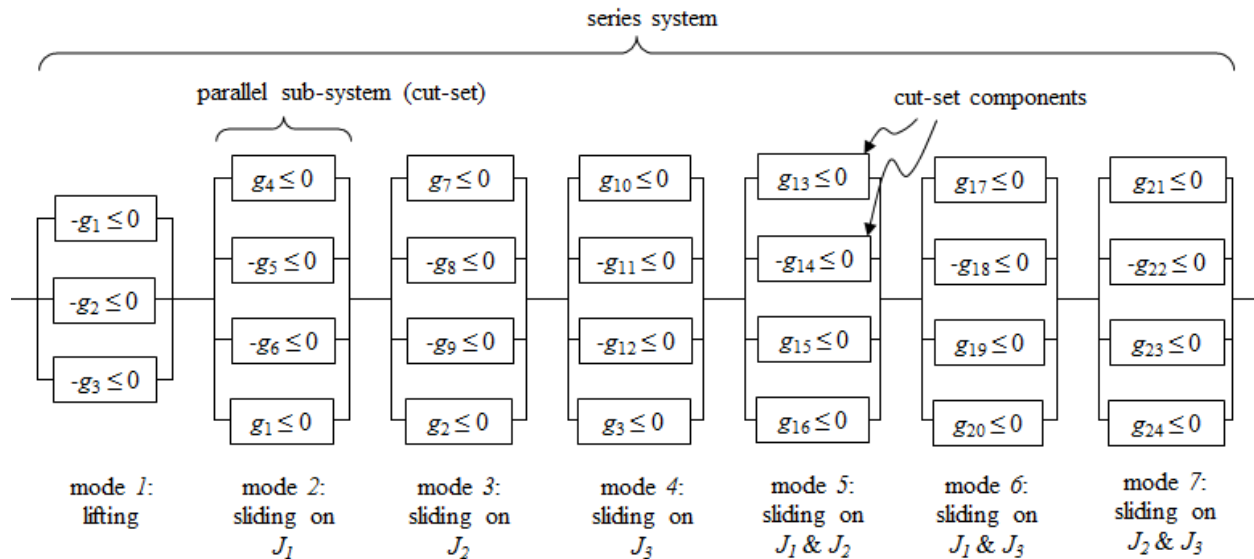 series system
parallel sub-system (cut-set)
cut-set components
g4 ≤ 0
g7 ≤ 0
g10 ≤ 0
g13 ≤ 0
g17 ≤ 0
g21 ≤ 0
-g1 ≤ 0
-g5 ≤ 0
-g8 ≤ 0
-g11 ≤ 0
-g14 ≤ 0
-g18 ≤ 0
-g22 ≤ 0
-g2 ≤ 0
-g6 ≤ 0
-g9 ≤ 0
-g12 ≤ 0
g15 ≤ 0
g19 ≤ 0
g23 ≤ 0
-g3 ≤ 0
g1 ≤ 0
g2 ≤ 0
g3 ≤ 0
g16 ≤ 0
g20 ≤ 0
g24 ≤ 0
mode 1:
lifting
mode 2:
sliding on
J1
mode 3:
sliding on
J2
mode 4:
sliding on
J3
mode 5:
sliding on
J1 & J2
mode 6:
sliding on
J1 & J3
mode 7:
sliding on
J2 & J3